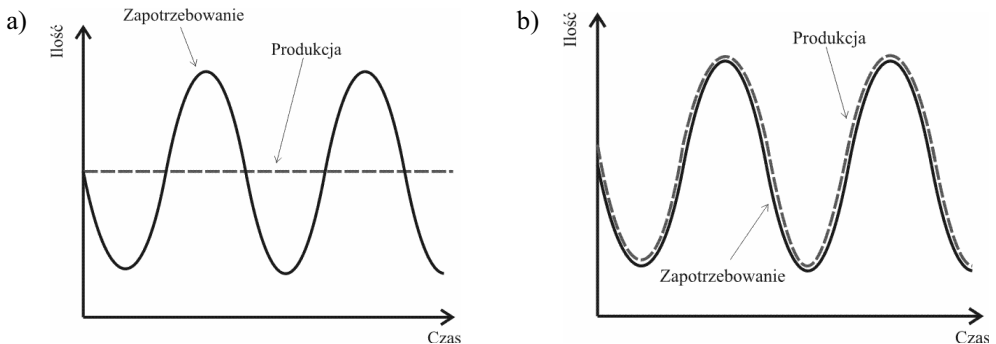 a)
Zapotrzebowanie
Produkcja
Ilość
Czas
b)
Produkcja
Zapotrzebowanie
Ilość
Czas